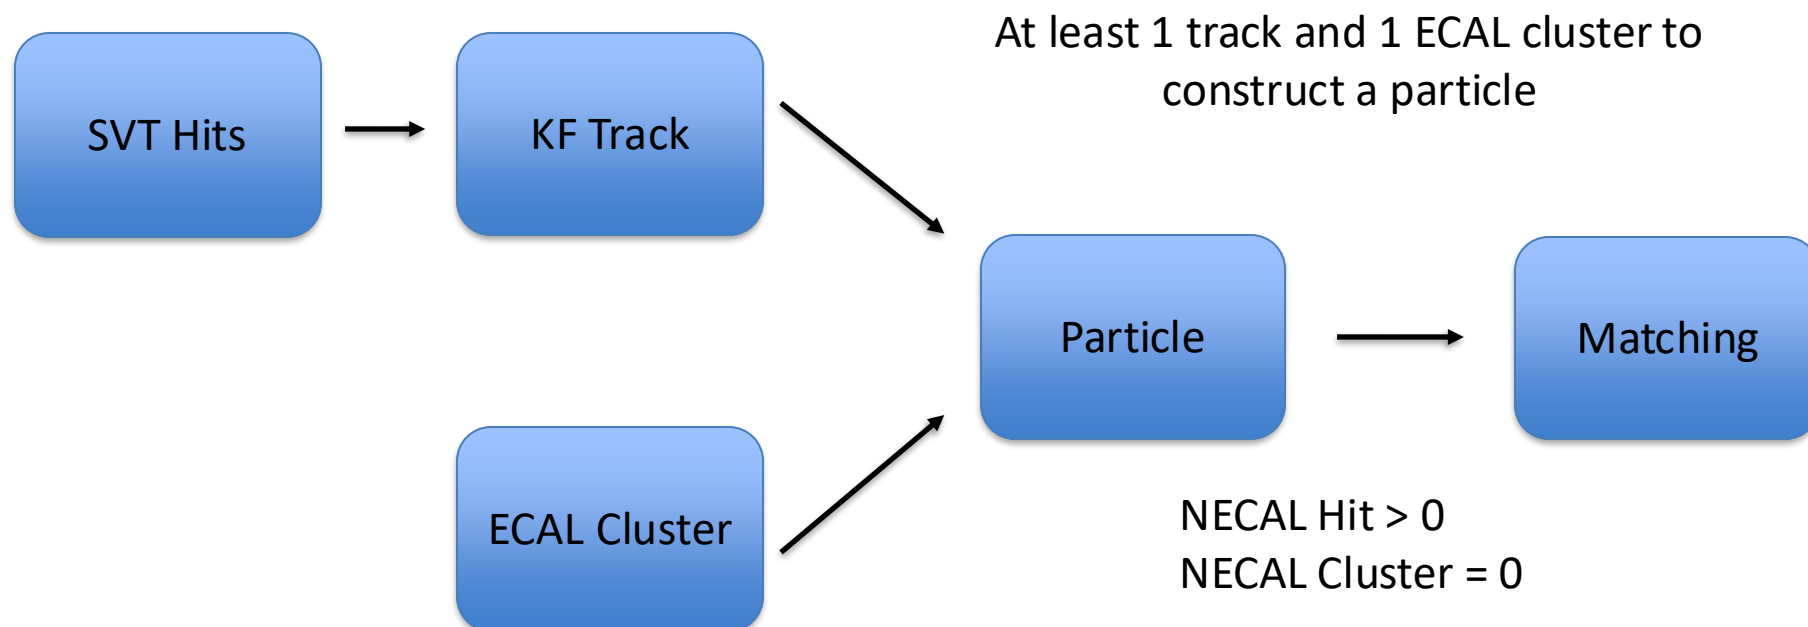 At least 1 track and 1 ECAL cluster to
construct a particle
SVT Hits
KF Track
Particle
Matching
ECAL Cluster
NECAL Hit > 0
NECAL Cluster = 0